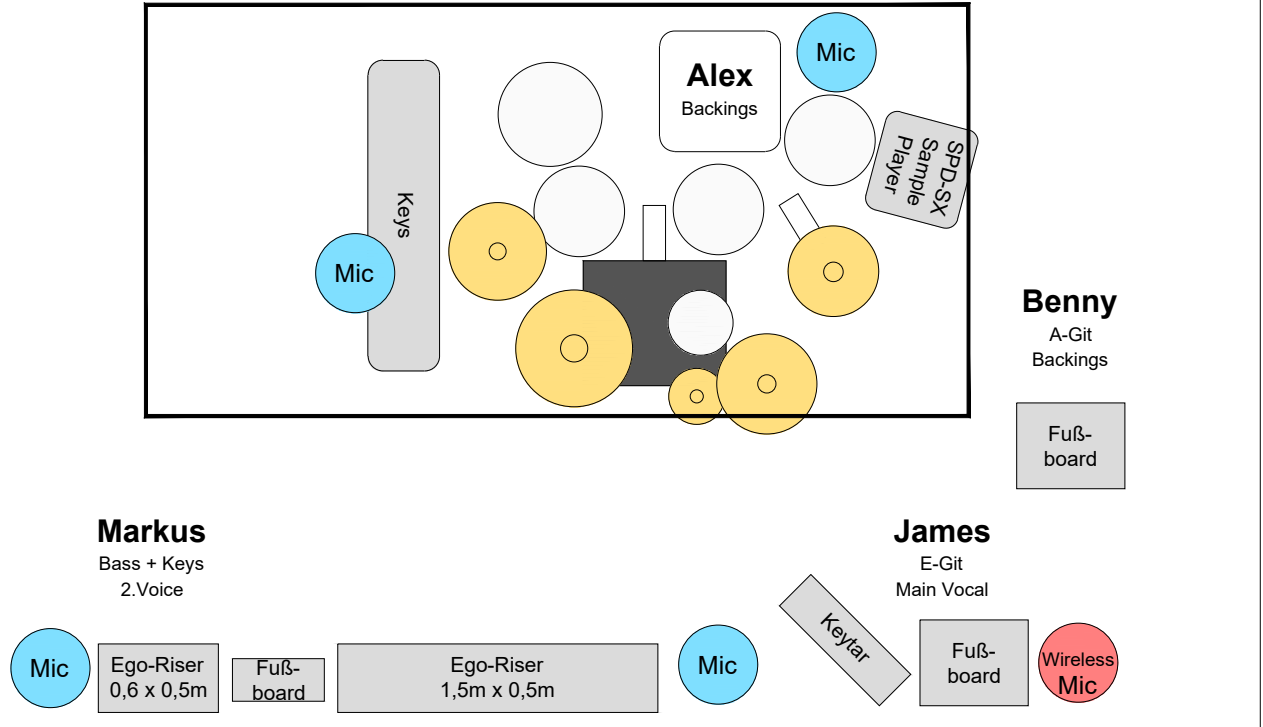 Mic
Alex
Backings
SPD-SX
Sample
Player
Keys
Mic
Benny
A-Git
Backings
Fuß-
board
Markus
Bass + Keys
2.Voice
James
E-Git
Main Vocal
Mic
Ego-Riser
0,6 x 0,5m
Fuß-
board
Ego-Riser
1,5m x 0,5m
Mic
Keytar
Fuß-
board
Wireless
Mic